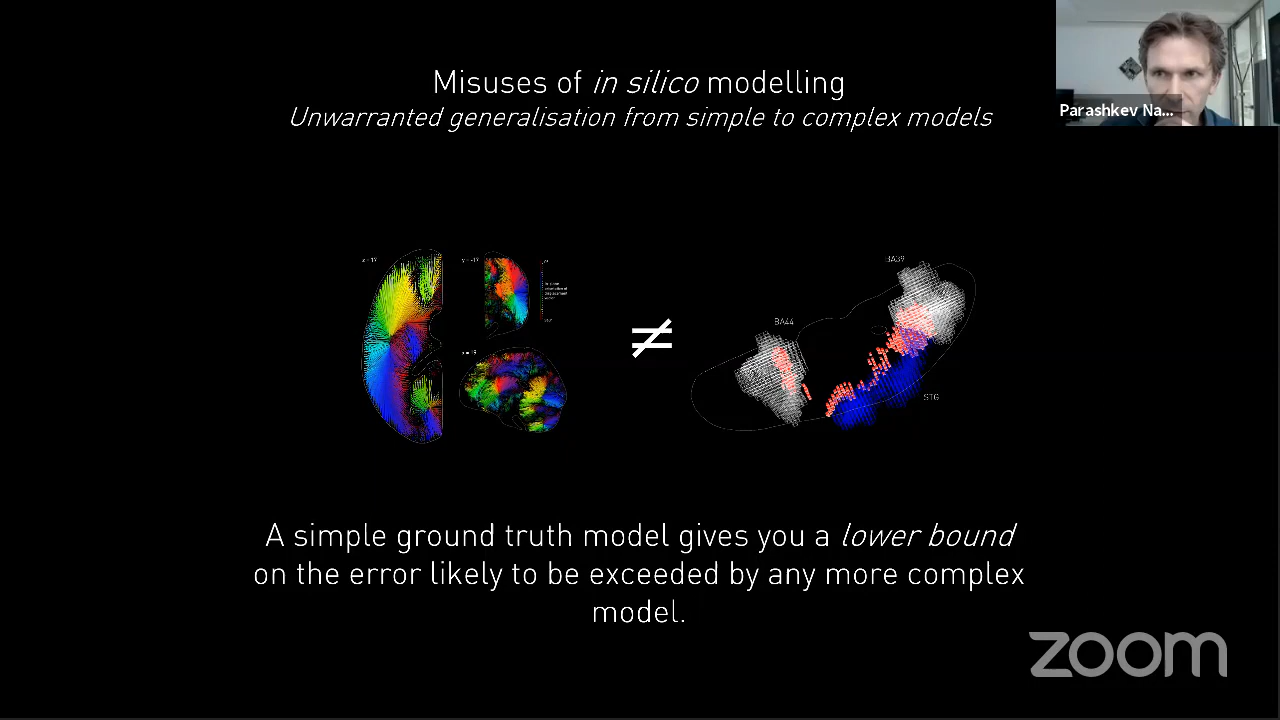 Misuses of in silico modelling
Unwarranted generalisation from simple to complex models
Parashkev Na...
BA39
BA44
STG
≠
A simple ground truth model gives you a lower bound
on the error likely to be exceeded by any more complex
model.
zoom